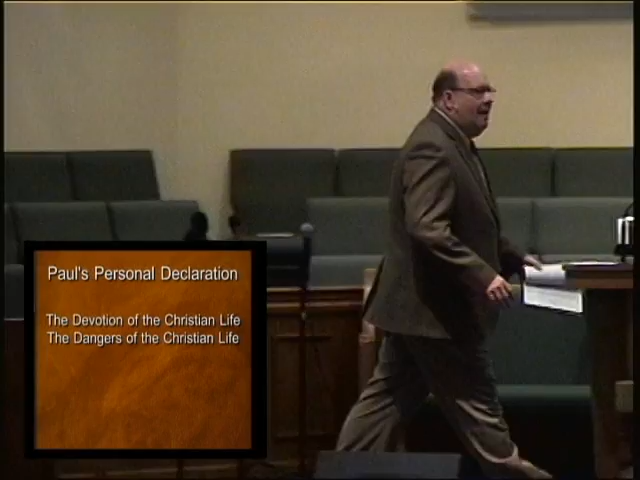 Paul's Personal Declaration
The Devotion of the Christian Life
The Dangers of the Christian Life